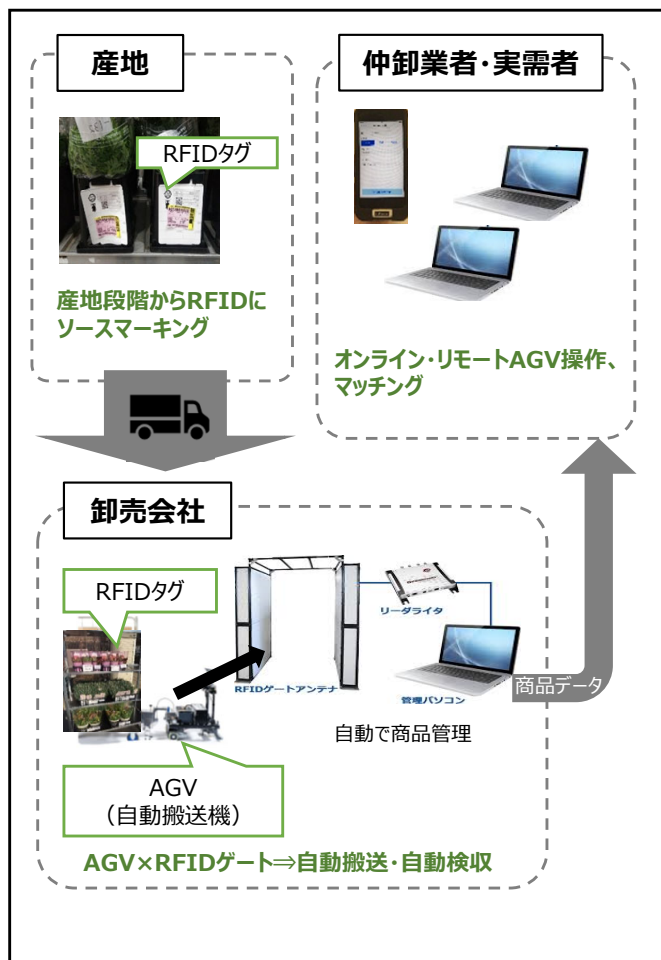 産地
RFIDタグ
産地段階からRFIDに
ソースマーキング
仲卸業者・実需者
オンライン・リモートAGV操作、
マッチング
卸売会社
RFIDタグ
リーダライタ
RFIDゲートアンテナ
管理パソコン
商品データ
自動で商品管理
AGV
（自動搬送機）
AGV×RFIDゲート⇒自動搬送・自動検収